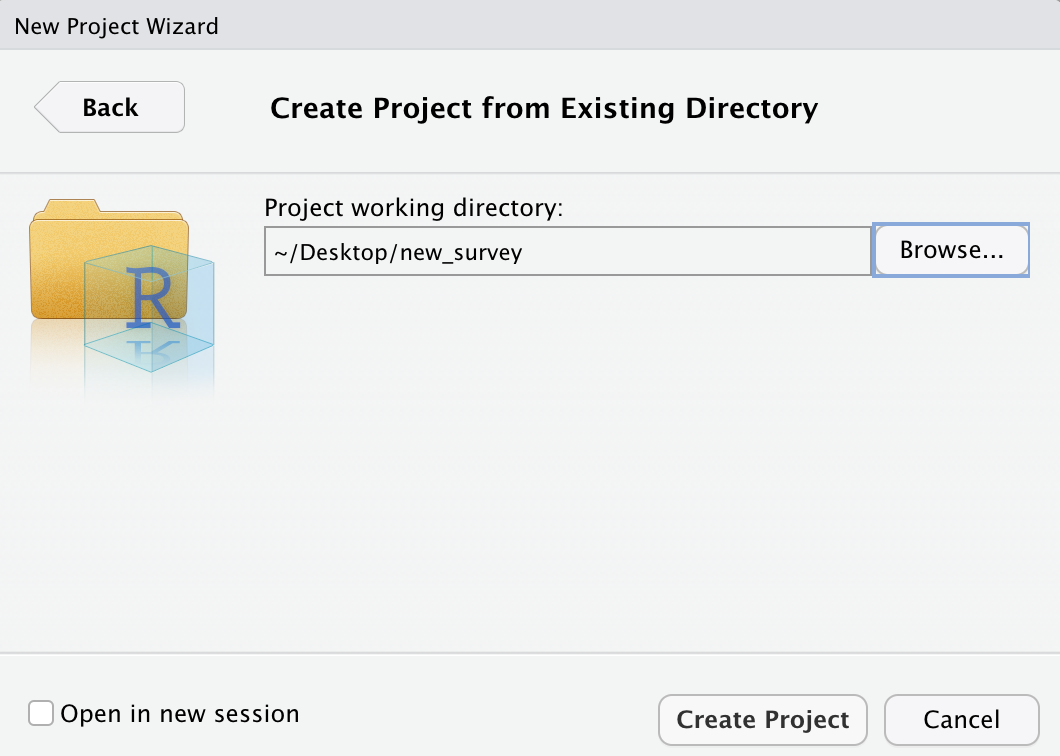 New Project Wizard
Back
Create Project from Existing Directory
Project working directory:
~/Desktop/new_survey
Browse...
R
Open in new session
Create Project
Cancel